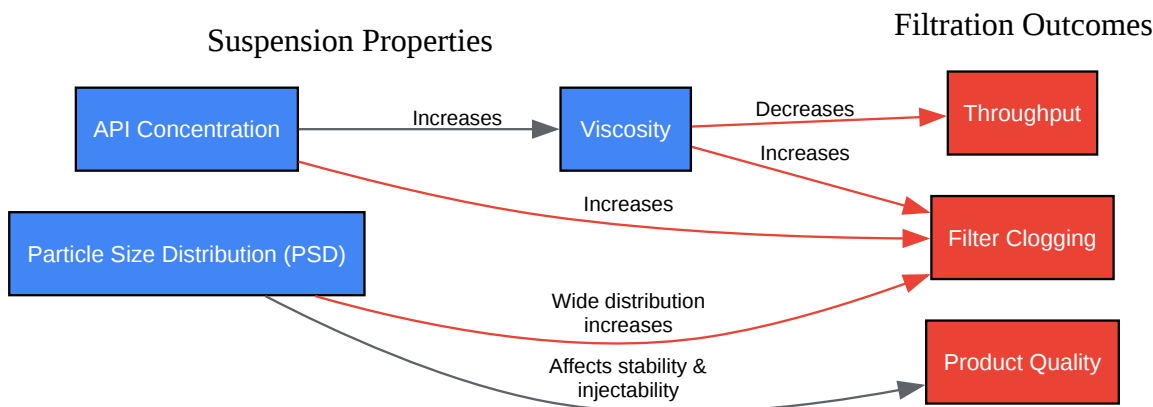 Suspension Properties
Filtration Outcomes
API Concentration
Increases
Viscosity
Decreases
Throughput
Increases
Increases
Filter Clogging
Particle Size Distribution (PSD)
Wide distribution
increases
Affects stability &
injectability
Product Quality